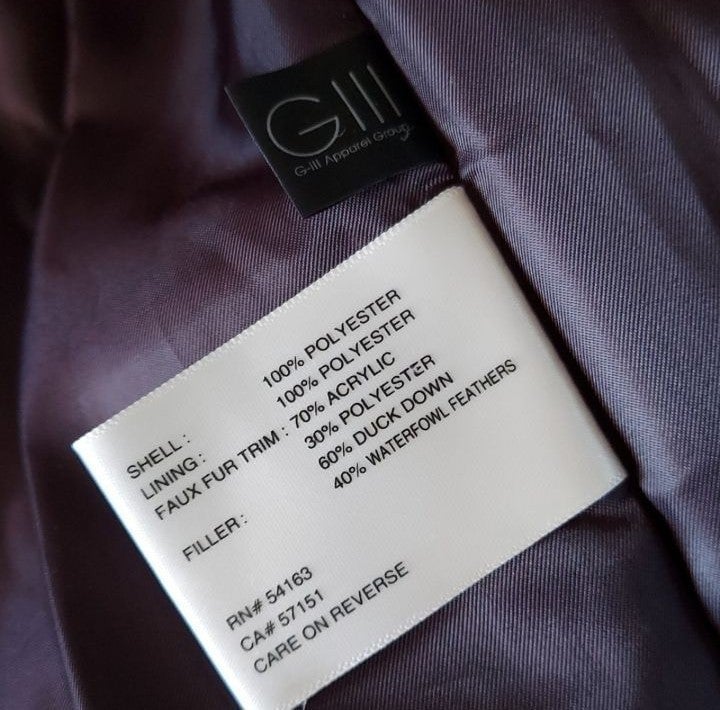 GIII
G-III Apparel Group
SHELL : 100% POLYESTER
LINING : 100% POLYESTER
FAUX FUR TRIM : 70% ACRYLIC
30% POLYESTER
FILLER : 60% DUCK DOWN
40% WATERFOWL FEATHERS
RN# 54163
CA# 57151
CARE ON REVERSE